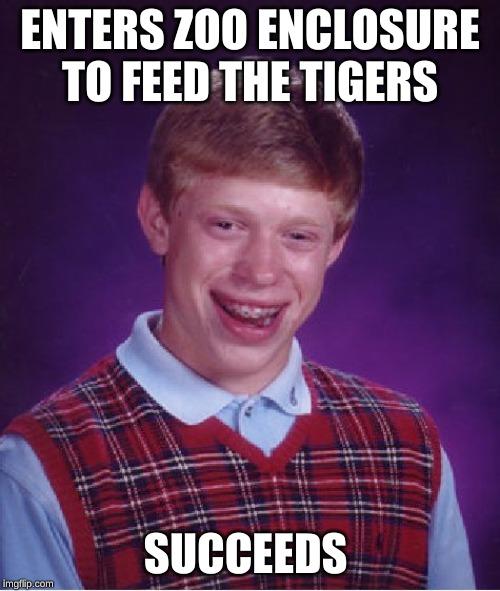 ENTERS ZOO ENCLOSURE
TO FEED THE TIGERS
SUCCEEDS
imgflip.com